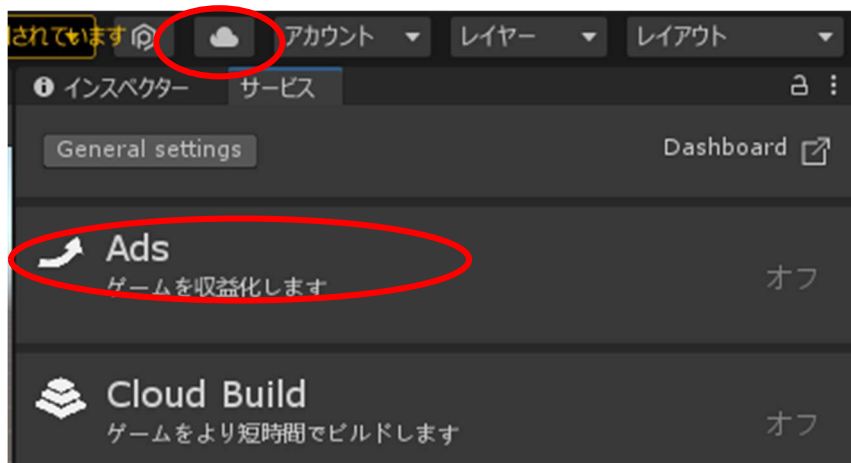 されています
アカウント
レイヤー
レイアウト
インスペクター
サービス
General settings
Dashboard
Ads
ゲームを収益化します
オフ
Cloud Build
ゲームをより短時間でビルドします
オフ